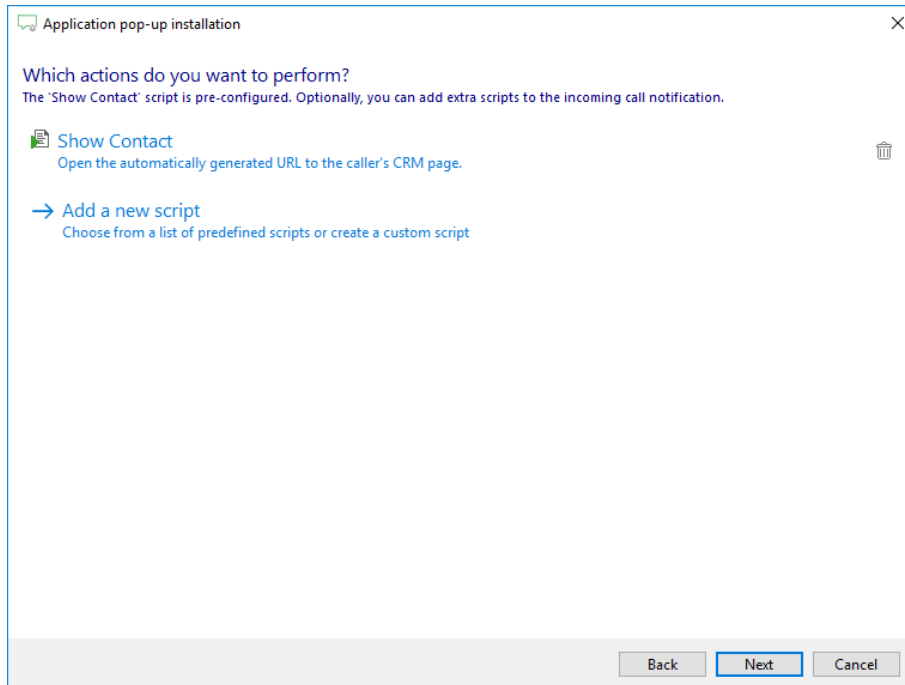 Application pop-up installation
Which actions do you want to perform?
The 'Show Contact' script is pre-configured. Optionally, you can add extra scripts to the incoming call notification.
Show Contact
Open the automatically generated URL to the caller's CRM page.
Add a new script
Choose from a list of predefined scripts or create a custom script
Back Next Cancel